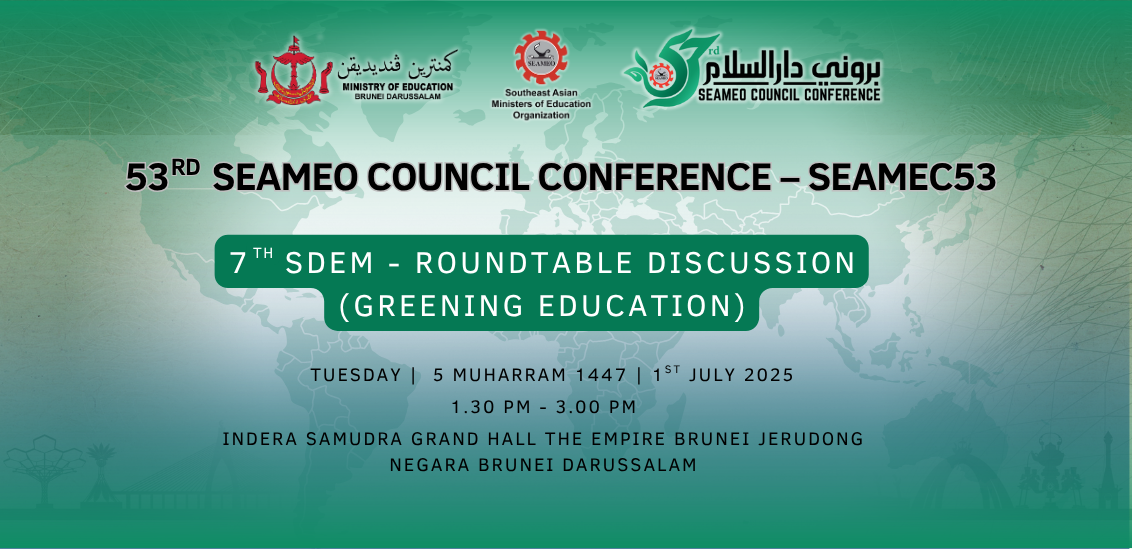 كمنترين ڤنديديقن
MINISTRY OF EDUCATION
BRUNEI DARUSSALAM
SEAMEO
Southeast Asian
Ministers of Education
Organization
53rd
بروني دارالسلام
SEAMEO COUNCIL CONFERENCE
53RD SEAMEO COUNCIL CONFERENCE – SEAMEC53
7TH SDEM - ROUNDTABLE DISCUSSION
(GREENING EDUCATION)
TUESDAY | 5 MUHARRAM 1447 | 1ST JULY 2025
1.30 PM - 3.00 PM
INDERA SAMUDRA GRAND HALL THE EMPIRE BRUNEI JERUDONG
NEGARA BRUNEI DARUSSALAM